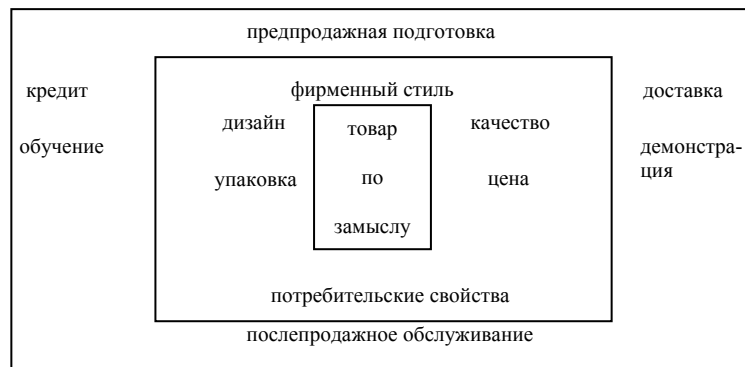 предпродажная подготовка
кредит
фирменный стиль
доставка
дизайн
товар
качество
обучение
демонстра-
ция
упаковка
по
цена
замыслу
потребительские свойства
послепродажное обслуживание